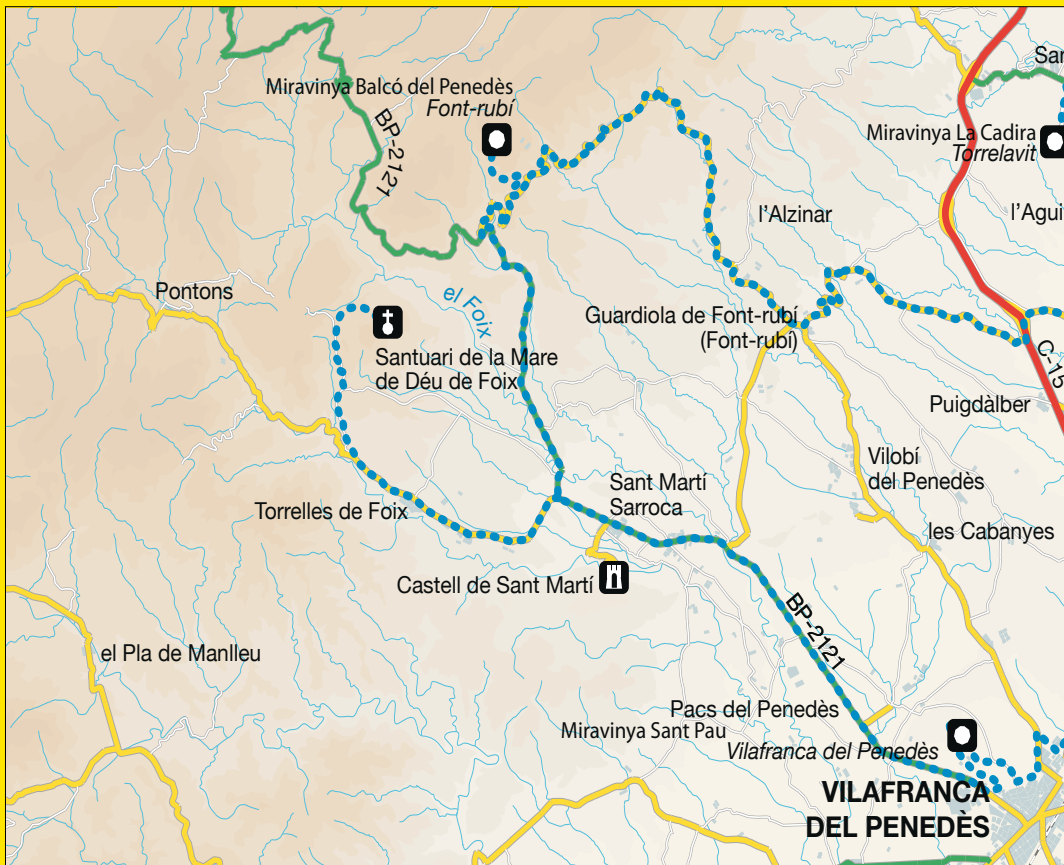 San
Miravinya Balcó del Penedès
Font-rubí
BP-2121
Miravinya La Cadira
Torrelavit
l'Alzinar
l'Agui
el Foix
Pontons
Guardiola de Font-rubí
(Font-rubí)
Santuari de la Mare
de Déu de Foix
C-15
Puigdàlber
Vilobí
del Penedès
Sant Martí
Sarroca
Torrelles de Foix
les Cabanyes
Castell de Sant Martí
BP-2121
el Pla de Manlleu
Pacs del Penedès
Miravinya Sant Pau
Vilafranca del Penedès
VILAFRANCA
DEL PENEDÈS